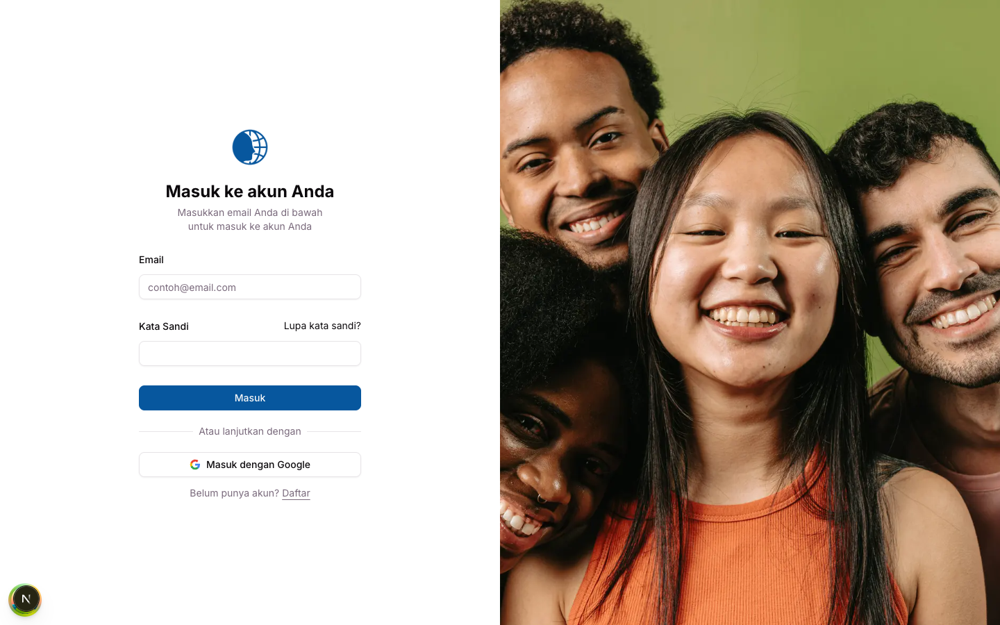 Masuk ke akun Anda
Masukkan email Anda di bawah
untuk masuk ke akun Anda
Email
contoh@email.com
Kata Sandi Lupa kata sandi?
Masuk
Atau lanjutkan dengan
Masuk dengan Google
Belum punya akun? Daftar
N